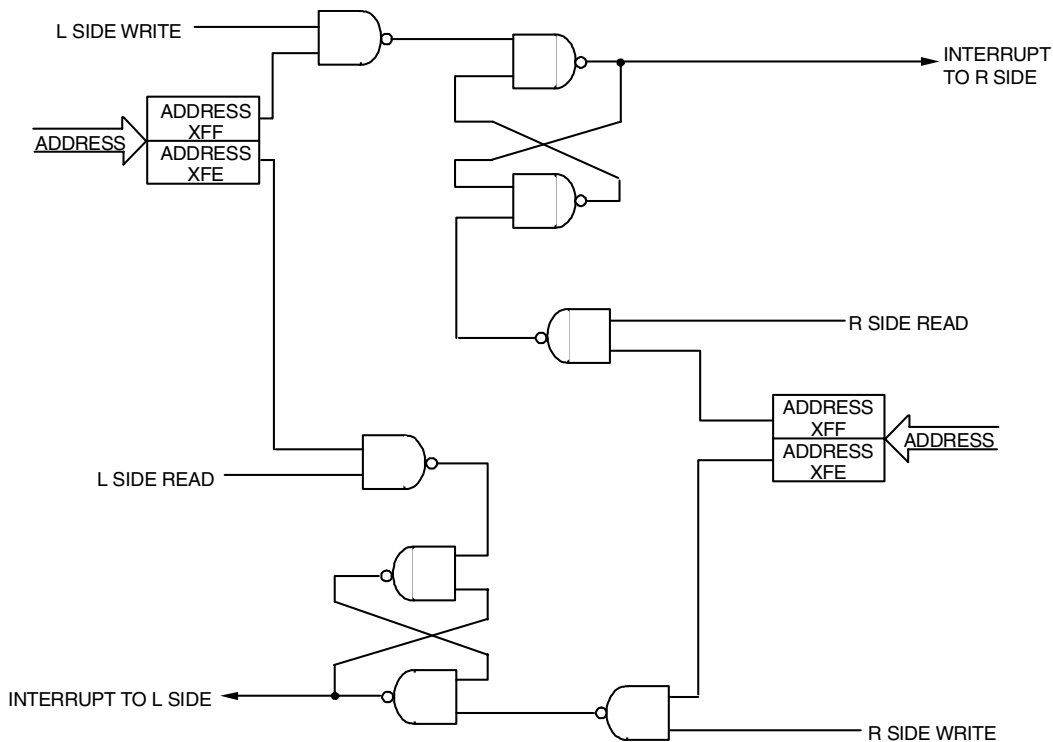 L SIDE WRITE
INTERRUPT
TO R SIDE
ADDRESS
XFF
ADDRESS
ADDRESS
XFE
R SIDE READ
ADDRESS
XFF
ADDRESS
ADDRESS
XFE
L SIDE READ
INTERRUPT TO L SIDE
R SIDE WRITE